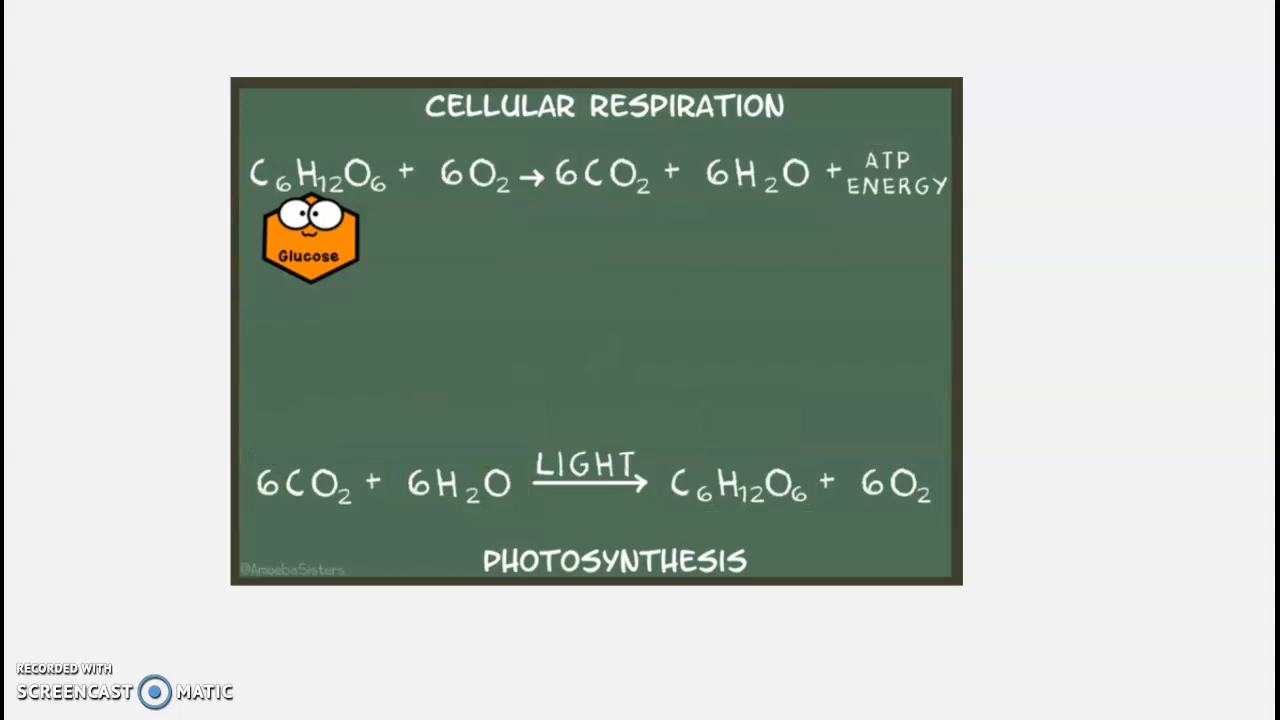 CELLULAR RESPIRATION
C₆H₁₂O₆ + 6O₂ → 6CO₂ + 6H₂O + ATP ENERGY
Glucose
LIGHT
6CO₂ + 6H₂O → C₆H₁₂O₆ + 6O₂
PHOTOSYNTHESIS
@AmoebaSisters
RECORDED WITH
SCREENCAST MATIC